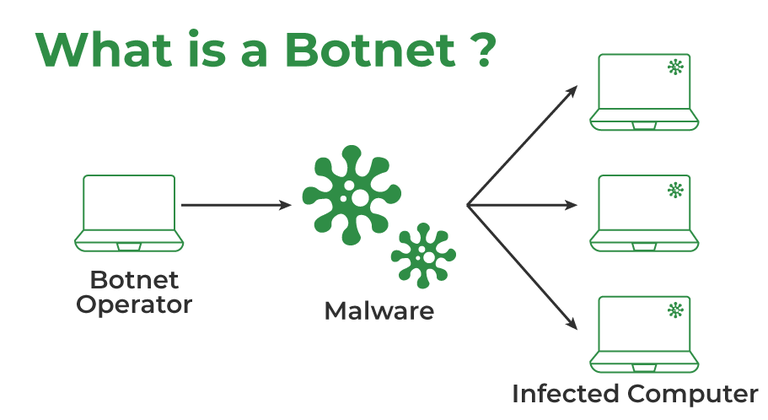 What is a Botnet ?
Botnet
Operator
Malware
Infected Computer